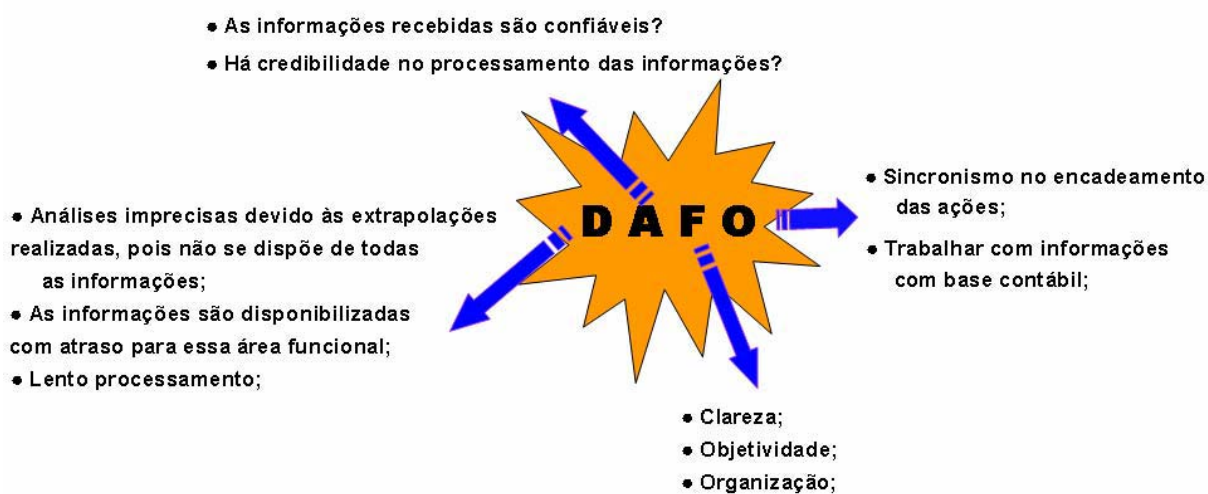 ● As informações recebidas são confiáveis?
● Há credibilidade no processamento das informações?
● Análises imprecisas devido às extrapolações
realizadas, pois não se dispõe de todas
as informações;
● As informações são disponibilizadas
com atraso para essa área funcional;
● Lento processamento;
D A F O
● Sincronismo no encadeamento
das ações;
● Trabalhar com informações
com base contábil;
● Clareza;
● Objetividade;
● Organização;